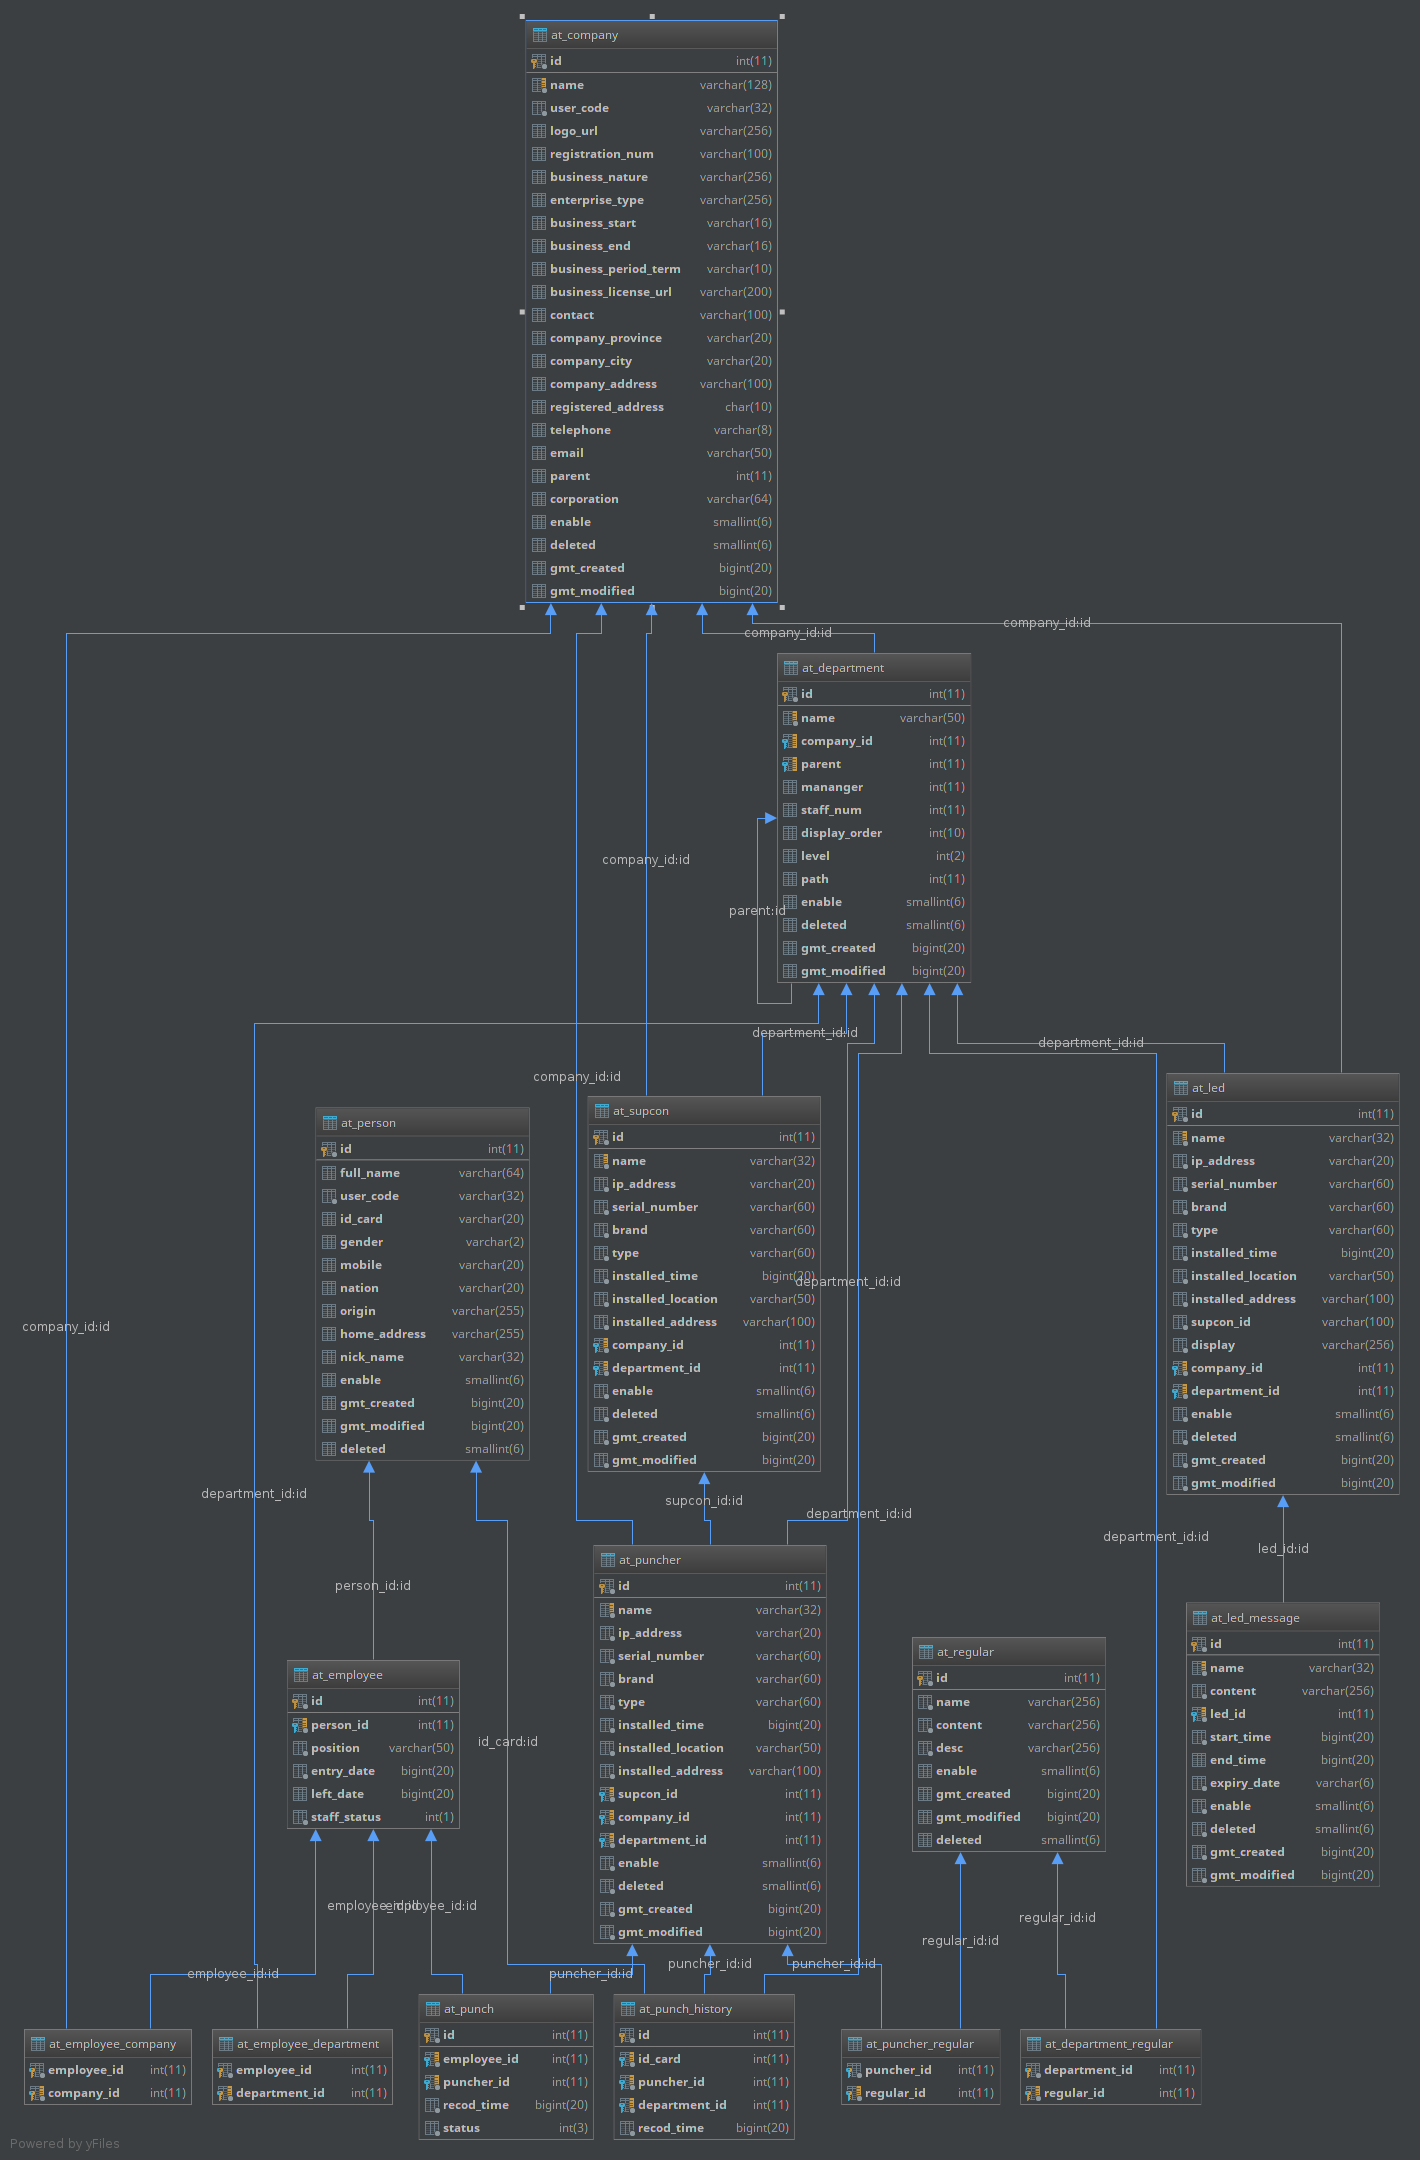 at_company
id int(11)
name varchar(128)
user_code varchar(32)
logo_url varchar(256)
registration_num varchar(100)
business_nature varchar(256)
enterprise_type varchar(256)
business_start varchar(16)
business_end varchar(16)
business_period_term varchar(10)
business_license_url varchar(200)
contact varchar(100)
company_province varchar(20)
company_city varchar(20)
company_address varchar(100)
registered_address char(10)
telephone varchar(8)
email varchar(50)
parent int(11)
corporation varchar(64)
enable smallint(6)
deleted smallint(6)
gmt_created bigint(20)
gmt_modified bigint(20)
company_id:id
company_id:id
at_department
id int(11)
name varchar(50)
company_id int(11)
parent int(11)
mananger int(11)
staff_num int(11)
display_order int(10)
level int(2)
path int(11)
enable smallint(6)
deleted smallint(6)
gmt_created bigint(20)
gmt_modified bigint(20)
company_id:id
parent:id
department_id:id
department_id:id
company_id:id
at_person
id int(11)
full_name varchar(64)
user_code varchar(32)
id_card varchar(20)
gender varchar(2)
mobile varchar(20)
nation varchar(20)
origin varchar(255)
home_address varchar(255)
nick_name varchar(32)
enable smallint(6)
gmt_created bigint(20)
gmt_modified bigint(20)
deleted smallint(6)
at_supcon
id int(11)
name varchar(32)
ip_address varchar(20)
serial_number varchar(60)
brand varchar(60)
type varchar(60)
installed_time bigint(20)
installed_location varchar(50)
installed_address varchar(100)
company_id int(11)
department_id int(11)
enable smallint(6)
deleted smallint(6)
gmt_created bigint(20)
gmt_modified bigint(20)
department_id:id
at_led
id int(11)
name varchar(32)
ip_address varchar(20)
serial_number varchar(60)
brand varchar(60)
type varchar(60)
installed_time bigint(20)
installed_location varchar(50)
installed_address varchar(100)
supcon_id varchar(100)
display varchar(256)
company_id int(11)
department_id int(11)
enable smallint(6)
deleted smallint(6)
gmt_created bigint(20)
gmt_modified bigint(20)
company_id:id
department_id:id
supcon_id:id
department_id:id
department_id:id
led_id:id
person_id:id
at_puncher
id int(11)
name varchar(32)
ip_address varchar(20)
serial_number varchar(60)
brand varchar(60)
type varchar(60)
installed_time bigint(20)
installed_location varchar(50)
installed_address varchar(100)
supcon_id int(11)
company_id int(11)
department_id int(11)
enable smallint(6)
deleted smallint(6)
gmt_created bigint(20)
gmt_modified bigint(20)
at_led_message
id int(11)
name varchar(32)
content varchar(256)
led_id int(11)
start_time bigint(20)
end_time bigint(20)
expiry_date varchar(6)
enable smallint(6)
deleted smallint(6)
gmt_created bigint(20)
gmt_modified bigint(20)
at_regular
id int(11)
name varchar(256)
content varchar(256)
desc varchar(256)
enable smallint(6)
gmt_created bigint(20)
gmt_modified bigint(20)
deleted smallint(6)
at_employee
id int(11)
person_id int(11)
position varchar(50)
entry_date bigint(20)
left_date bigint(20)
staff_status int(1)
id_card:id
employee_id:id
employee_id:id
regular_id:id
regular_id:id
employee_id:id
puncher_id:id
puncher_id:id
puncher_id:id
at_employee_company
employee_id int(11)
company_id int(11)
at_employee_department
employee_id int(11)
department_id int(11)
at_punch
id int(11)
employee_id int(11)
puncher_id int(11)
recod_time bigint(20)
status int(3)
at_punch_history
id int(11)
id_card int(11)
puncher_id int(11)
department_id int(11)
recod_time bigint(20)
at_puncher_regular
puncher_id int(11)
regular_id int(11)
at_department_regular
department_id int(11)
regular_id int(11)
Powered by yFiles